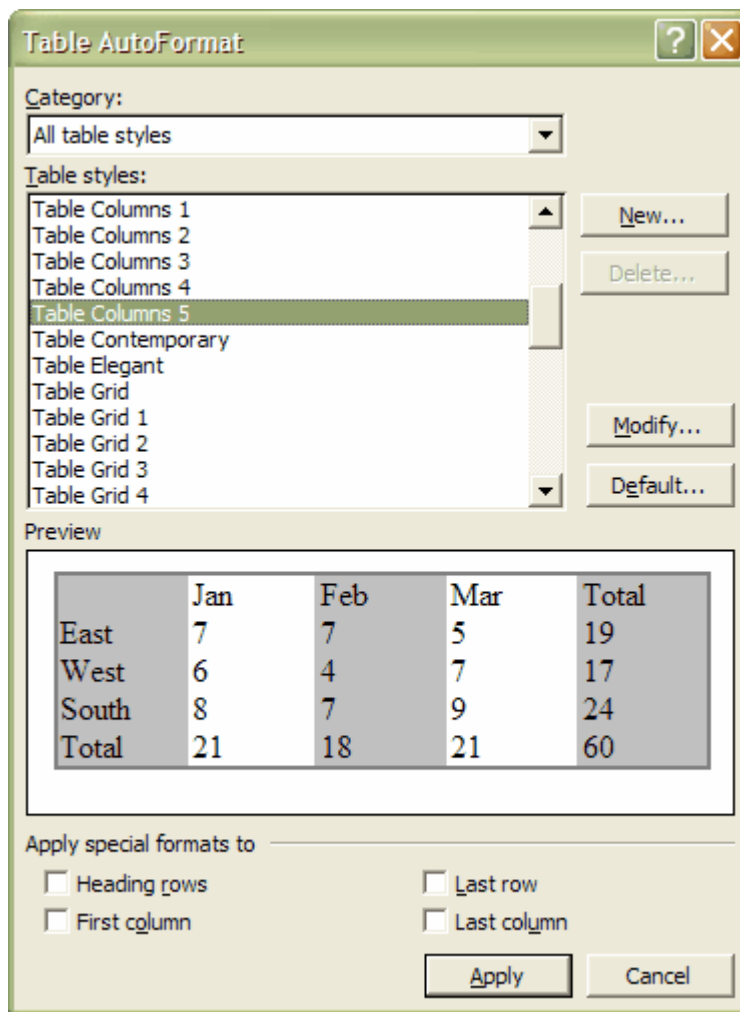 Table AutoFormat
Category:
All table styles
Table styles:
Table Columns 1
Table Columns 2
Table Columns 3
Table Columns 4
Table Columns 5
Table Contemporary
Table Elegant
Table Grid
Table Grid 1
Table Grid 2
Table Grid 3
Table Grid 4
New...
Delete...
Modify...
Default...
Preview
Jan Feb Mar Total
East 7 7 5 19
West 6 4 7 17
South 8 7 9 24
Total 21 18 21 60
Apply special formats to
Heading rows Last row
First column Last column
Apply Cancel